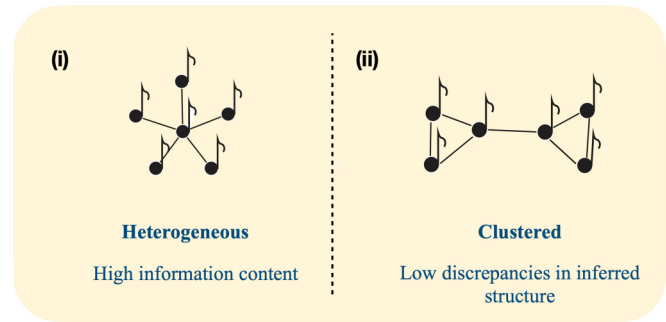 (i)
(ii)
Heterogeneous
Clustered
High information content
Low discrepancies in inferred
structure